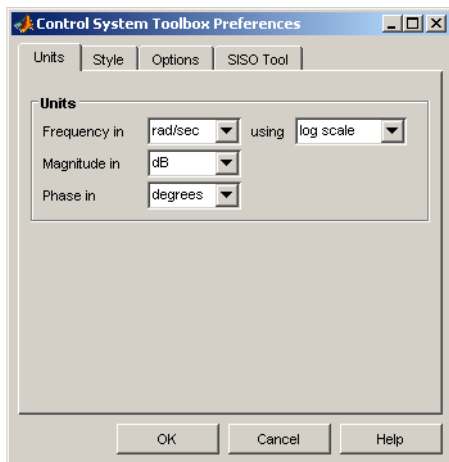 Control System Toolbox Preferences
Units Style Options SISO Tool
Units
Frequency in rad/sec using log scale
Magnitude in dB
Phase in degrees
OK Cancel Help